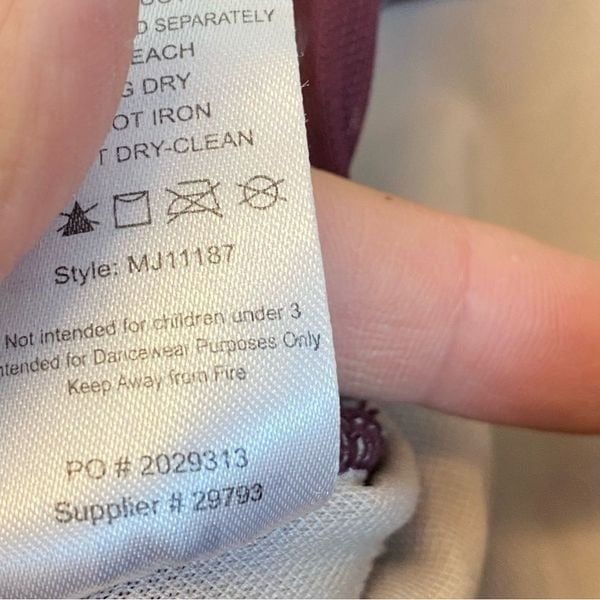 D SEPARATELY
EACH
G DRY
OT IRON
T DRY-CLEAN
Style: MJ11187
Not intended for children under 3
ntended for Dancewear Purposes Only
Keep Away from Fire
PO # 2029313
Supplier # 29793